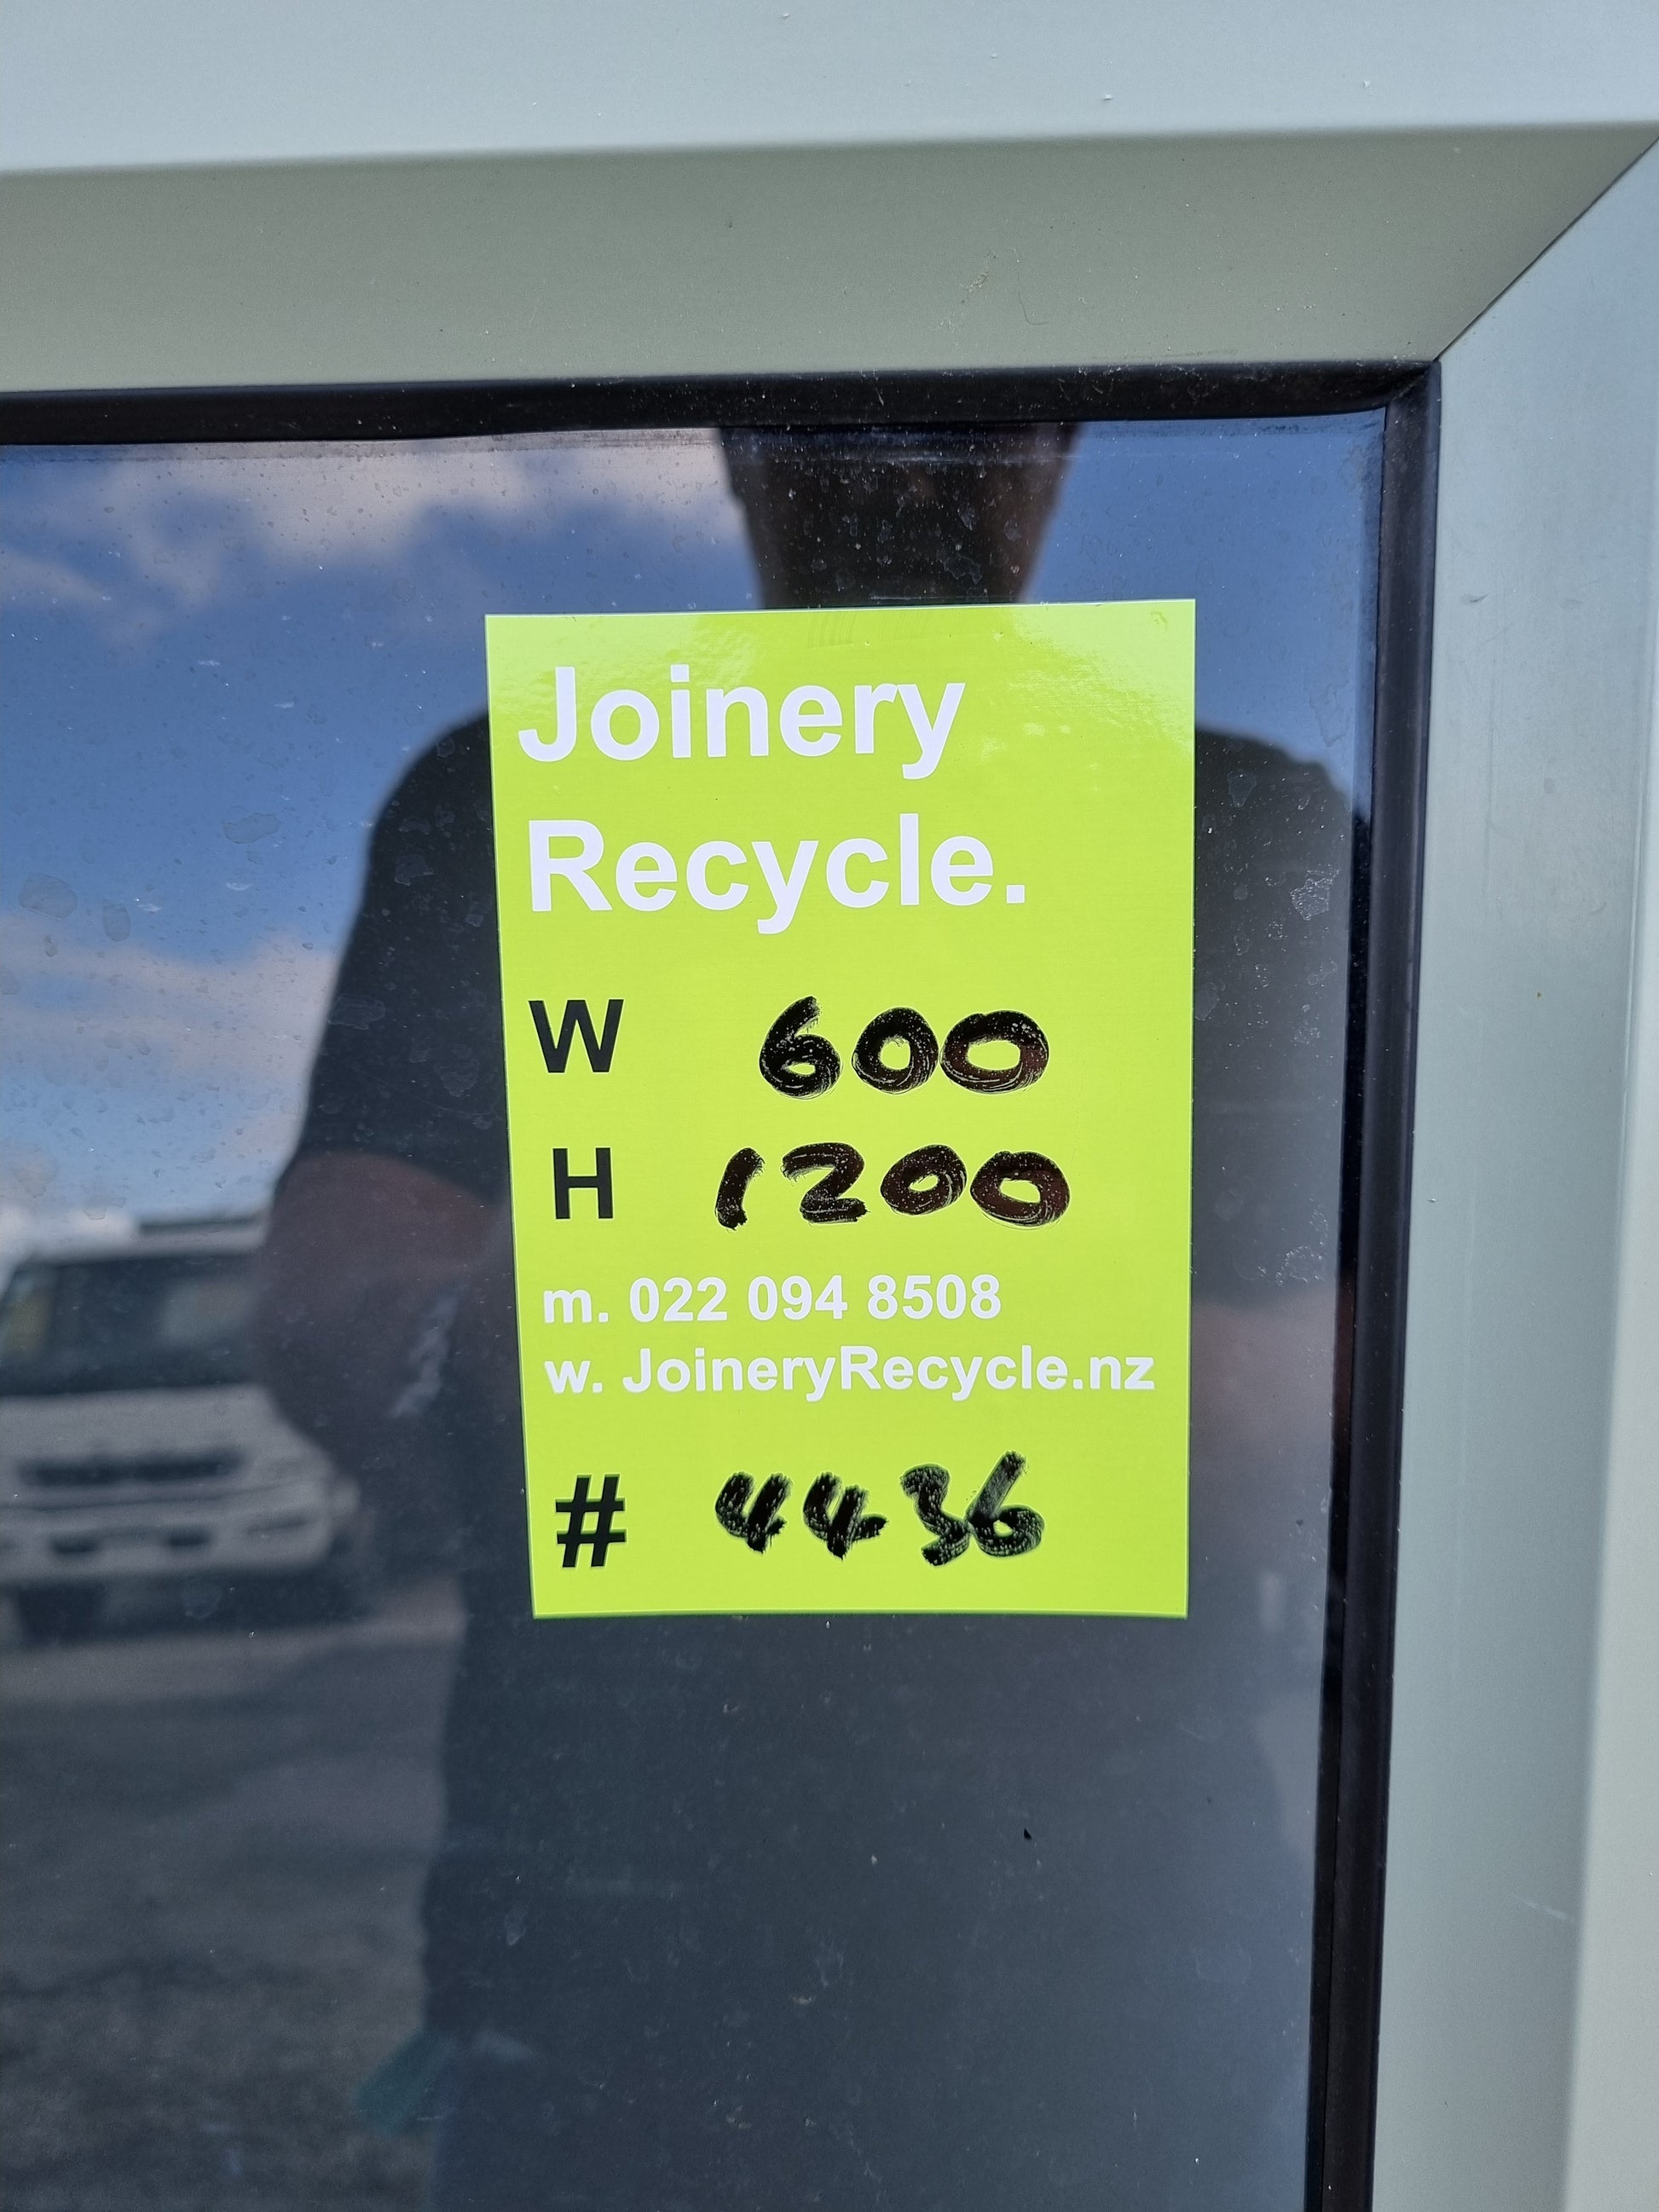 Joinery
Recycle.
W 600
H 1200
m. 022 094 8508
w. JoineryRecycle.nz
# 4436